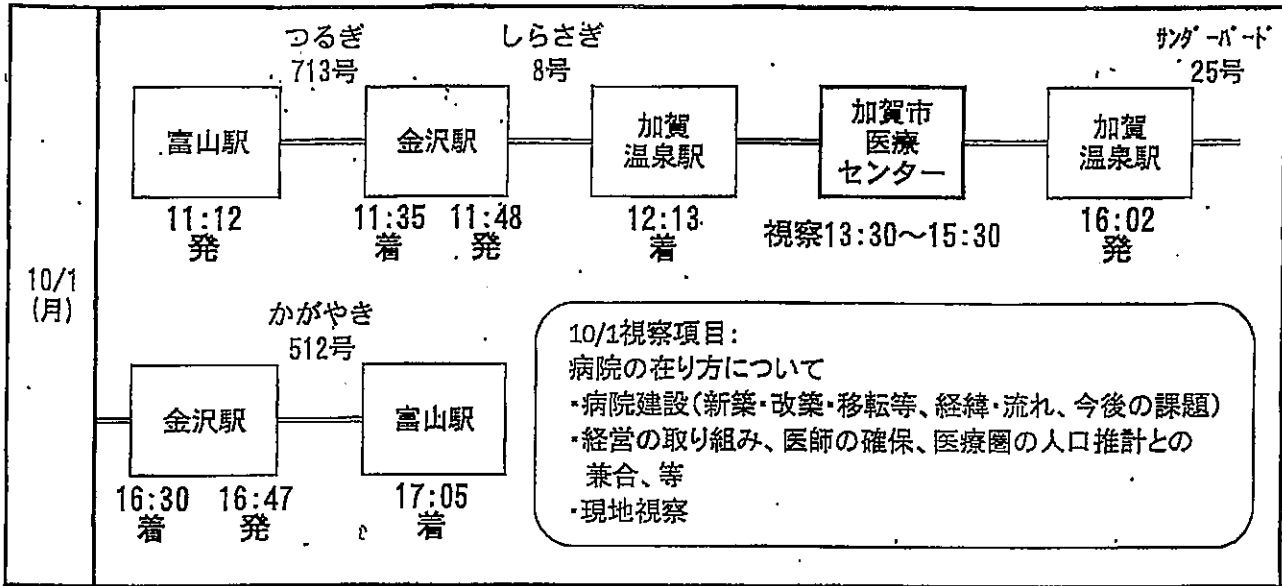 10/1
(月)
つるぎ
713号
しらさぎ
8号
ｻﾝﾀﾞｰﾊﾞｰﾄﾞ
25号
富山駅
金沢駅
加賀
温泉駅
加賀市
医療
センター
加賀
温泉駅
11:12
発
11:35
着
11:48
発
12:13
着
視察13:30～15:30
16:02
発
かがやき
512号
金沢駅
富山駅
16:30
着
16:47
発
17:05
着
10/1視察項目:
病院の在り方について
・病院建設(新築・改築・移転等、経緯・流れ、今後の課題)
・経営の取り組み、医師の確保、医療圏の人口推計との
兼合、等
・現地視察